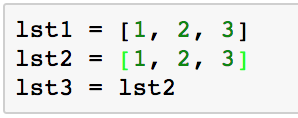 lst1 = [1, 2, 3]
lst2 = [1, 2, 3]
lst3 = lst2